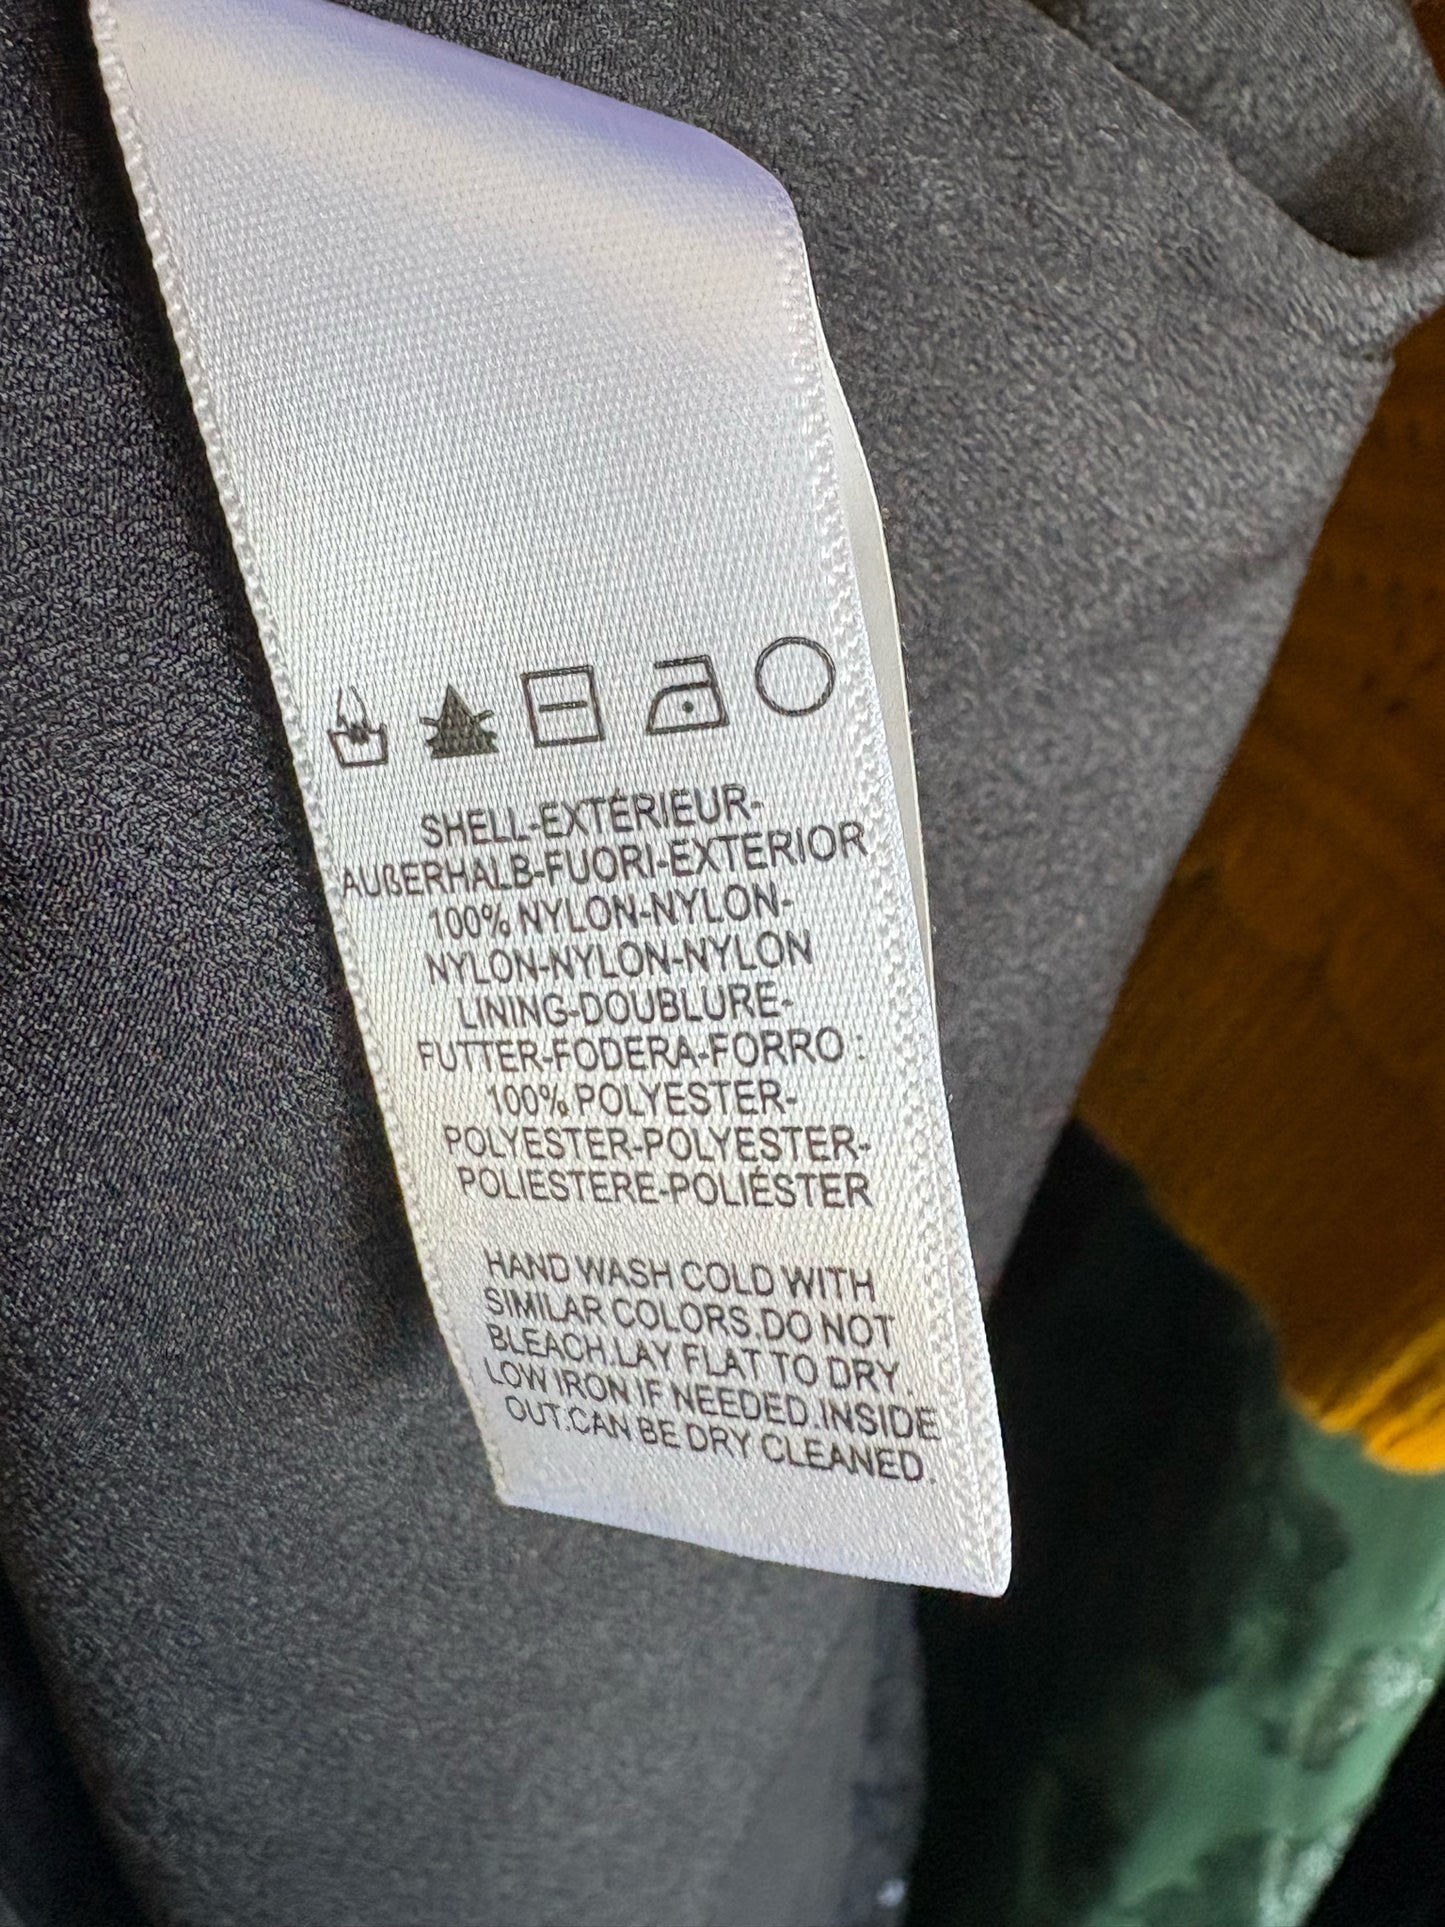 SHELL-EXTÉRIEUR-
AUßERHALB-FUORI-EXTERIOR
100% NYLON-NYLON-
NYLON-NYLON-NYLON
LINING-DOUBLURE-
FUTTER-FODERA-FORRO :
100% POLYESTER-
POLYESTER-POLYESTER-
POLIESTERE-POLIÉSTER
HAND WASH COLD WITH
SIMILAR COLORS.DO NOT
BLEACH.LAY FLAT TO DRY.
LOW IRON IF NEEDED.INSIDE
OUT.CAN BE DRY CLEANED.